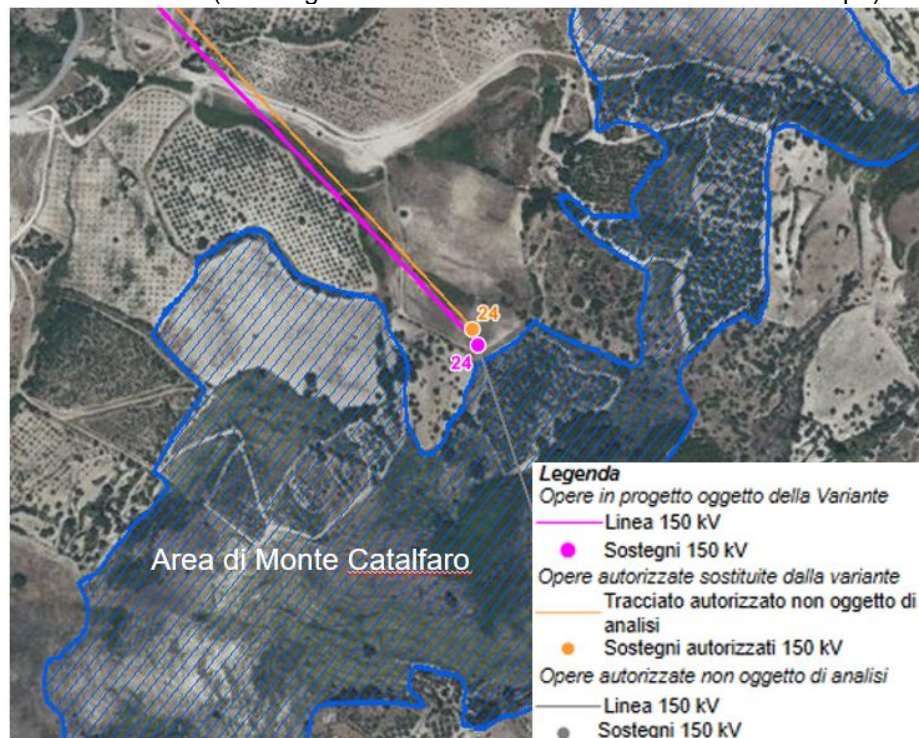 24
24
Area di Monte Catalfaro
Legenda
Opere in progetto oggetto della Variante
Linea 150 kV
Sostegni 150 kV
Opere autorizzate sostituite dalla variante
Tracciato autorizzato non oggetto di
analisi
Sostegni autorizzati 150 kV
Opere autorizzate non oggetto di analisi
Linea 150 kV
Sostegni 150 kV